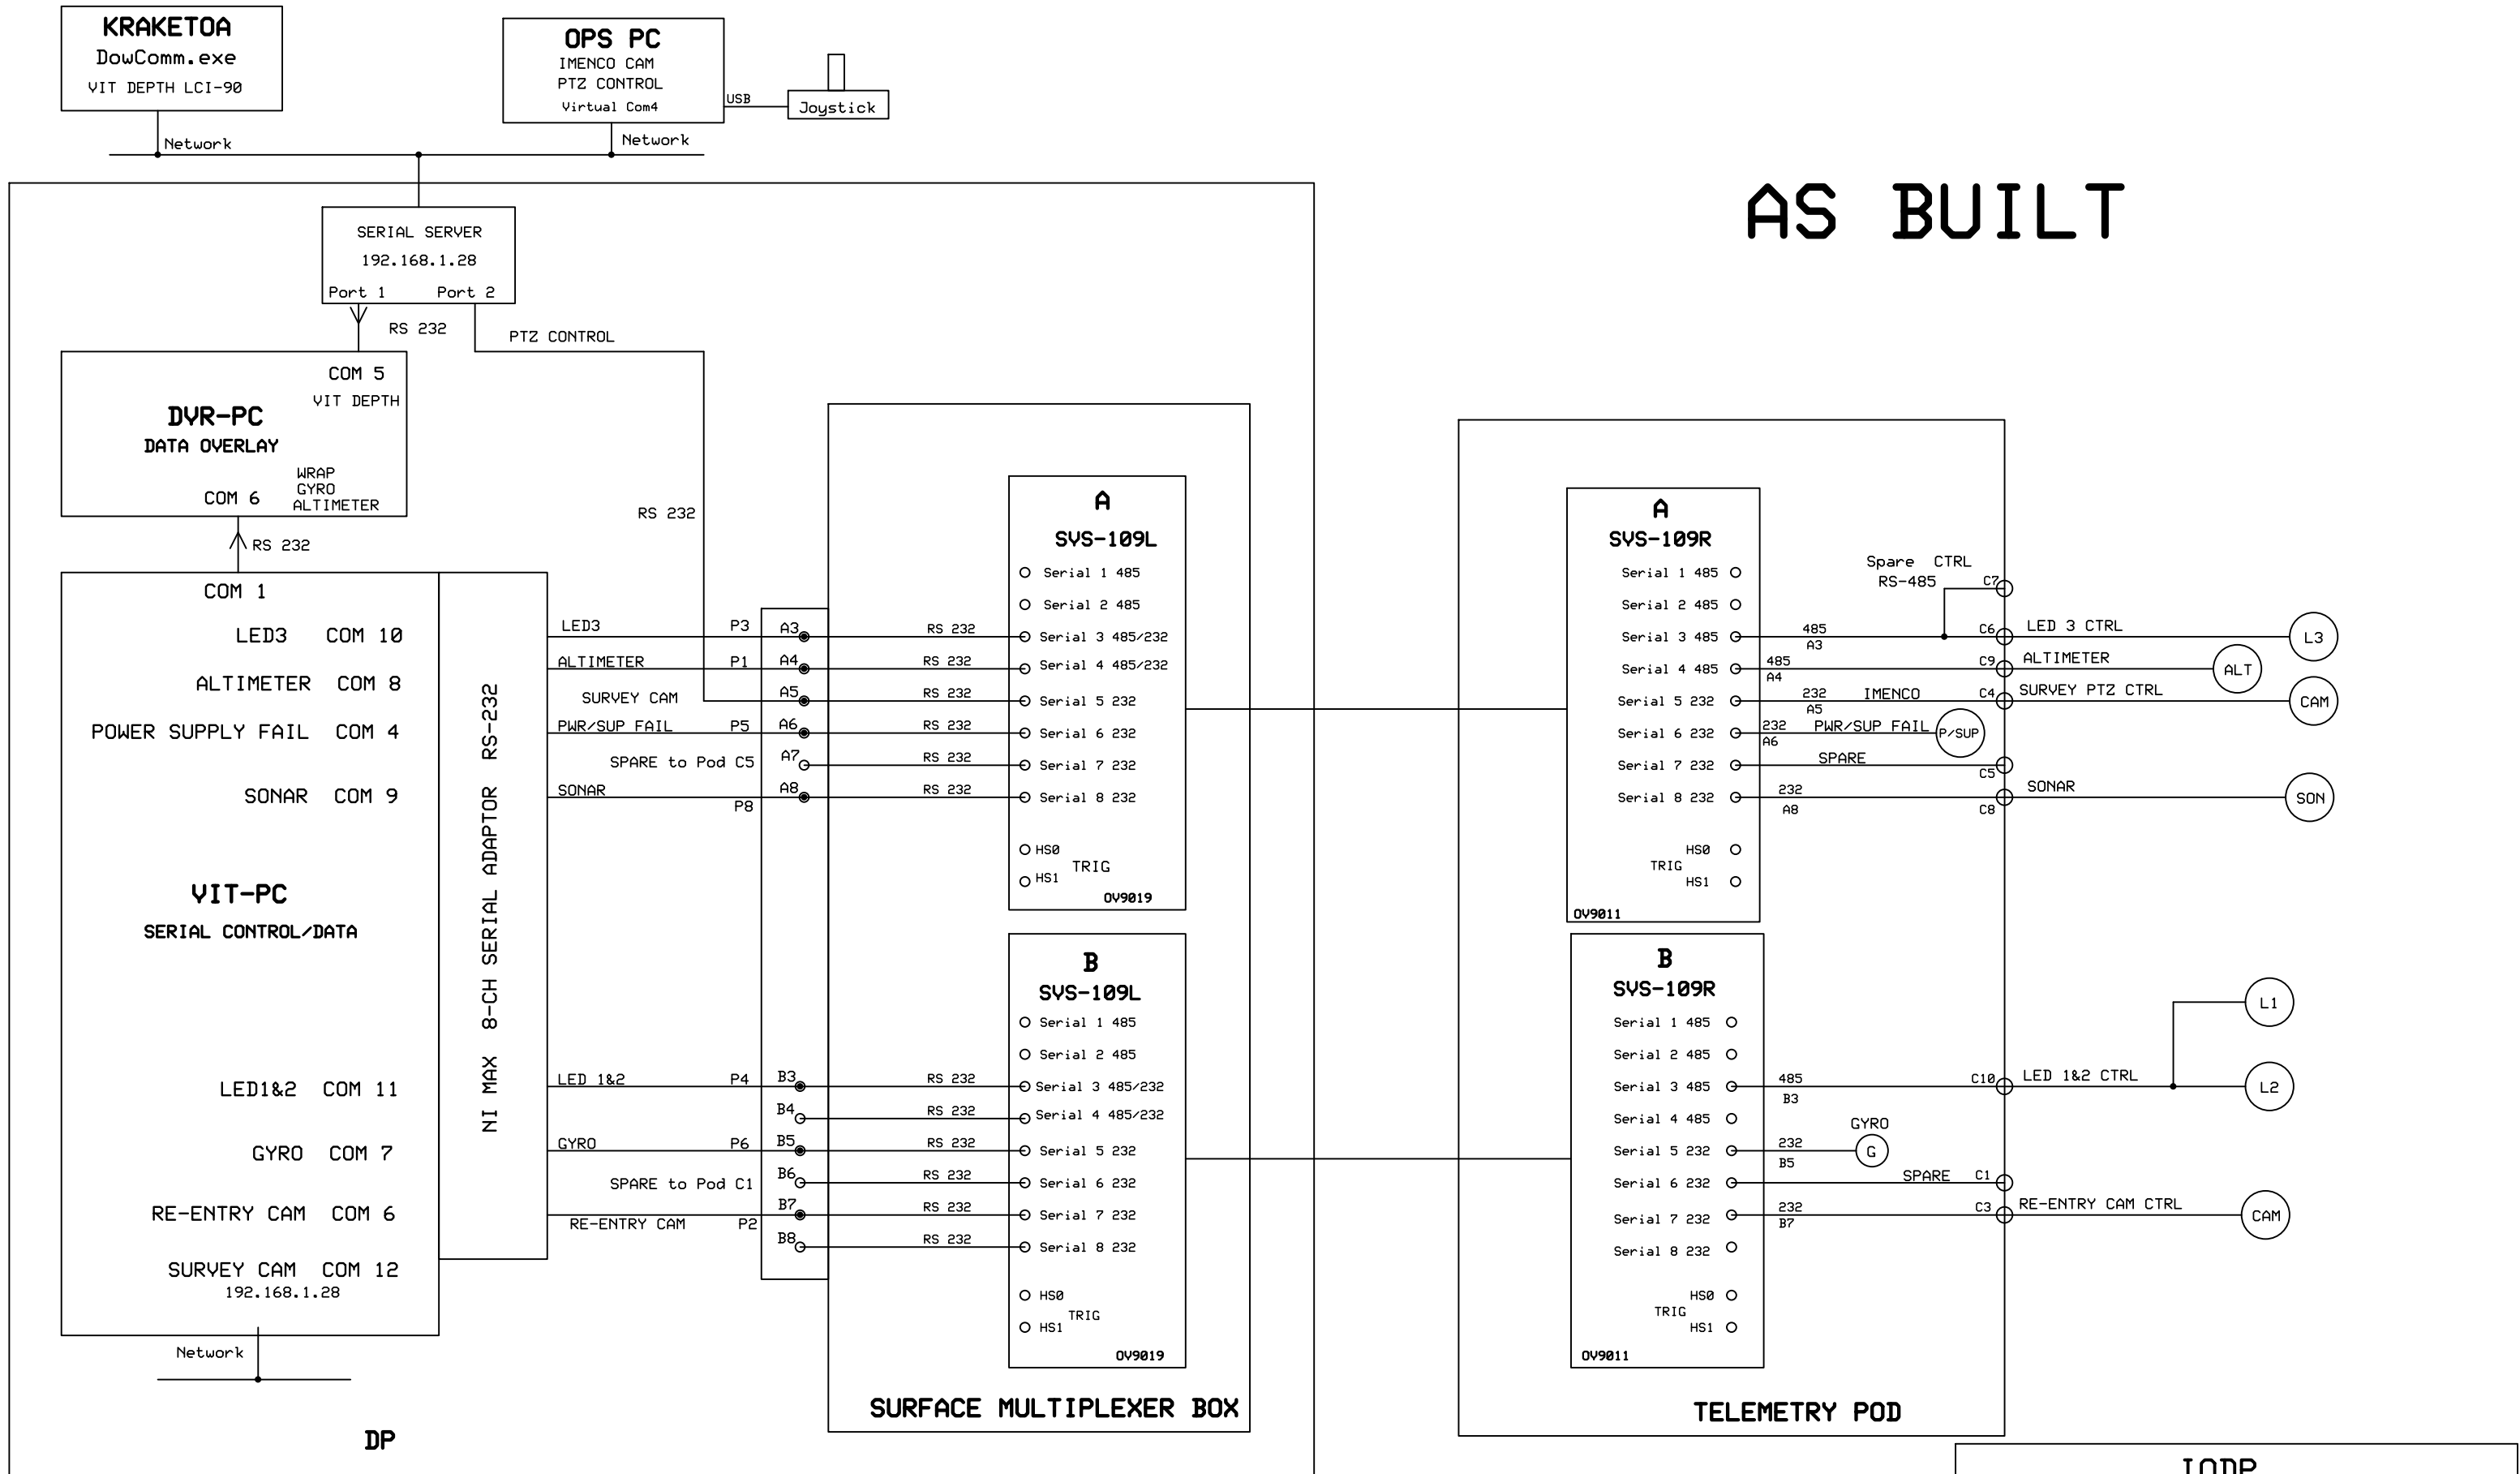 KRAKETOA
DowComm.exe
VIT DEPTH LCI-90
Network
OPS PC
IMENCO CAM
PTZ CONTROL
Virtual Com4
USB
Joystick
Network
AS BUILT
SERIAL SERVER
192.168.1.28
Port 1 Port 2
RS 232
PTZ CONTROL
RS 232
COM 5
VIT DEPTH
DVR-PC
DATA OVERLAY
WRAP
GYRO
ALTIMETER
COM 6
RS 232
COM 1
LED3 COM 10
ALTIMETER COM 8
POWER SUPPLY FAIL COM 4
SONAR COM 9
VIT-PC
SERIAL CONTROL/DATA
LED1&2 COM 11
GYRO COM 7
RE-ENTRY CAM COM 6
SURVEY CAM COM 12
192.168.1.28
Network
DP
NI MAX 8-CH SERIAL ADAPTOR RS-232
LED3 P3 A3 RS 232
ALTIMETER P1 A4 RS 232
SURVEY CAM A5 RS 232
PWR/SUP FAIL P5 A6 RS 232
SPARE to Pod C5 A7 RS 232
SONAR P8 A8 RS 232
LED 1&2 P4 B3 RS 232
B4 RS 232
GYRO P6 B5 RS 232
SPARE to Pod C1 B6 RS 232
RE-ENTRY CAM P2 B7 RS 232
B8 RS 232
A
SVS-109L
Serial 1 485
Serial 2 485
Serial 3 485/232
Serial 4 485/232
Serial 5 232
Serial 6 232
Serial 7 232
Serial 8 232
HS0
TRIG
HS1
OV9019
B
SVS-109L
Serial 1 485
Serial 2 485
Serial 3 485/232
Serial 4 485/232
Serial 5 232
Serial 6 232
Serial 7 232
Serial 8 232
HS0
TRIG
HS1
OV9019
SURFACE MULTIPLEXER BOX
A
SVS-109R
Serial 1 485
Serial 2 485
Serial 3 485
Serial 4 485
Serial 5 232
Serial 6 232
Serial 7 232
Serial 8 232
HS0
TRIG
HS1
OV9011
Spare CTRL
RS-485 C7
485 A3 C6 LED 3 CTRL L3
485 A4 C9 ALTIMETER ALT
232 A5 IMENCO C4 SURVEY PTZ CTRL CAM
232 A6 PWR/SUP FAIL P/SUP
SPARE C5
232 A8 C8 SONAR SON
B
SVS-109R
Serial 1 485
Serial 2 485
Serial 3 485
Serial 4 485
Serial 5 232
Serial 6 232
Serial 7 232
Serial 8 232
HS0
TRIG
HS1
OV9011
L1
485 B3 C10 LED 1&2 CTRL L2
GYRO
232 B5 G
SPARE C1
232 B7 C3 RE-ENTRY CAM CTRL CAM
TELEMETRY POD
IODP